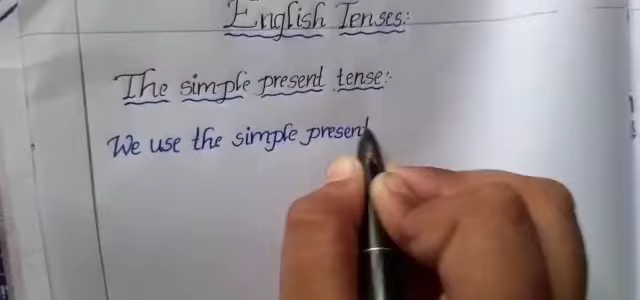 English Tenses:
The simple present tense:
We use the simple present